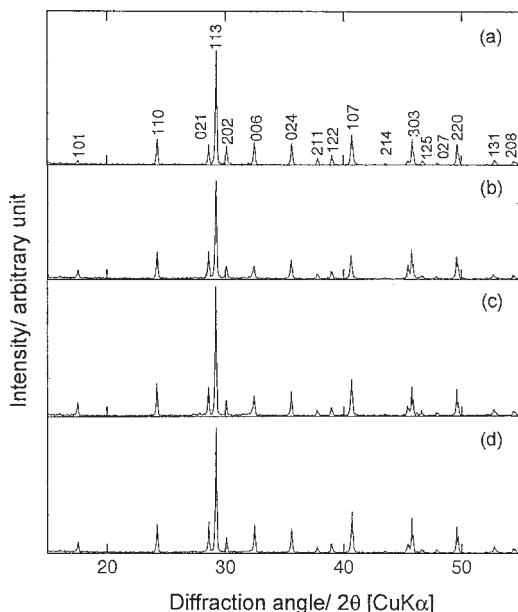 113
(a)
101
110
021
202
006
024
211
122
107
214
303
125
027
220
131
208
(b)
(c)
(d)
Intensity/ arbitrary unit
20 30 40 50
Diffraction angle/ 2θ [CuKα]